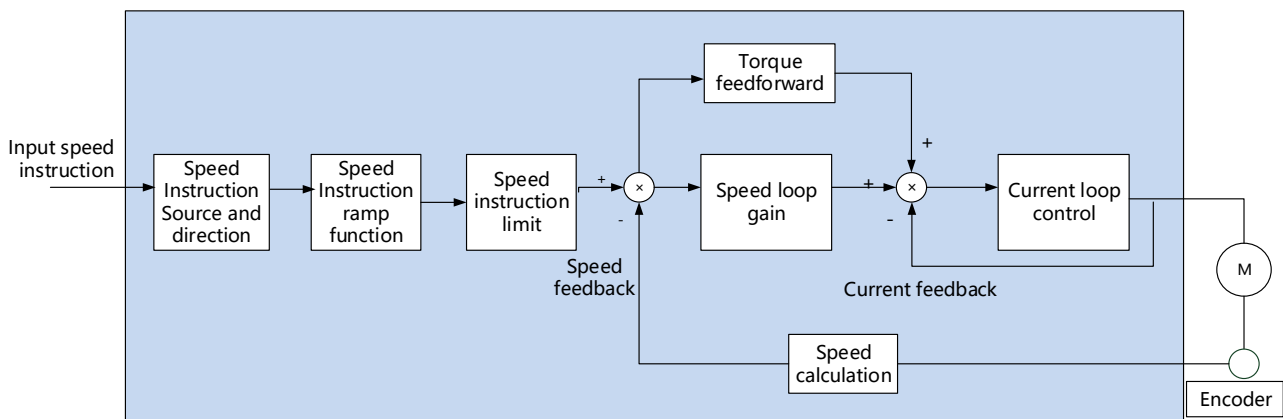 Torque
feedforward
Input speed
instruction
Speed
Instruction
Source and
direction
Speed
Instruction
ramp
function
Speed
instruction
limit
+
-
×
Speed loop
gain
+
+
-
×
Current loop
control
Speed
feedback
Current feedback
M
Speed
calculation
Encoder